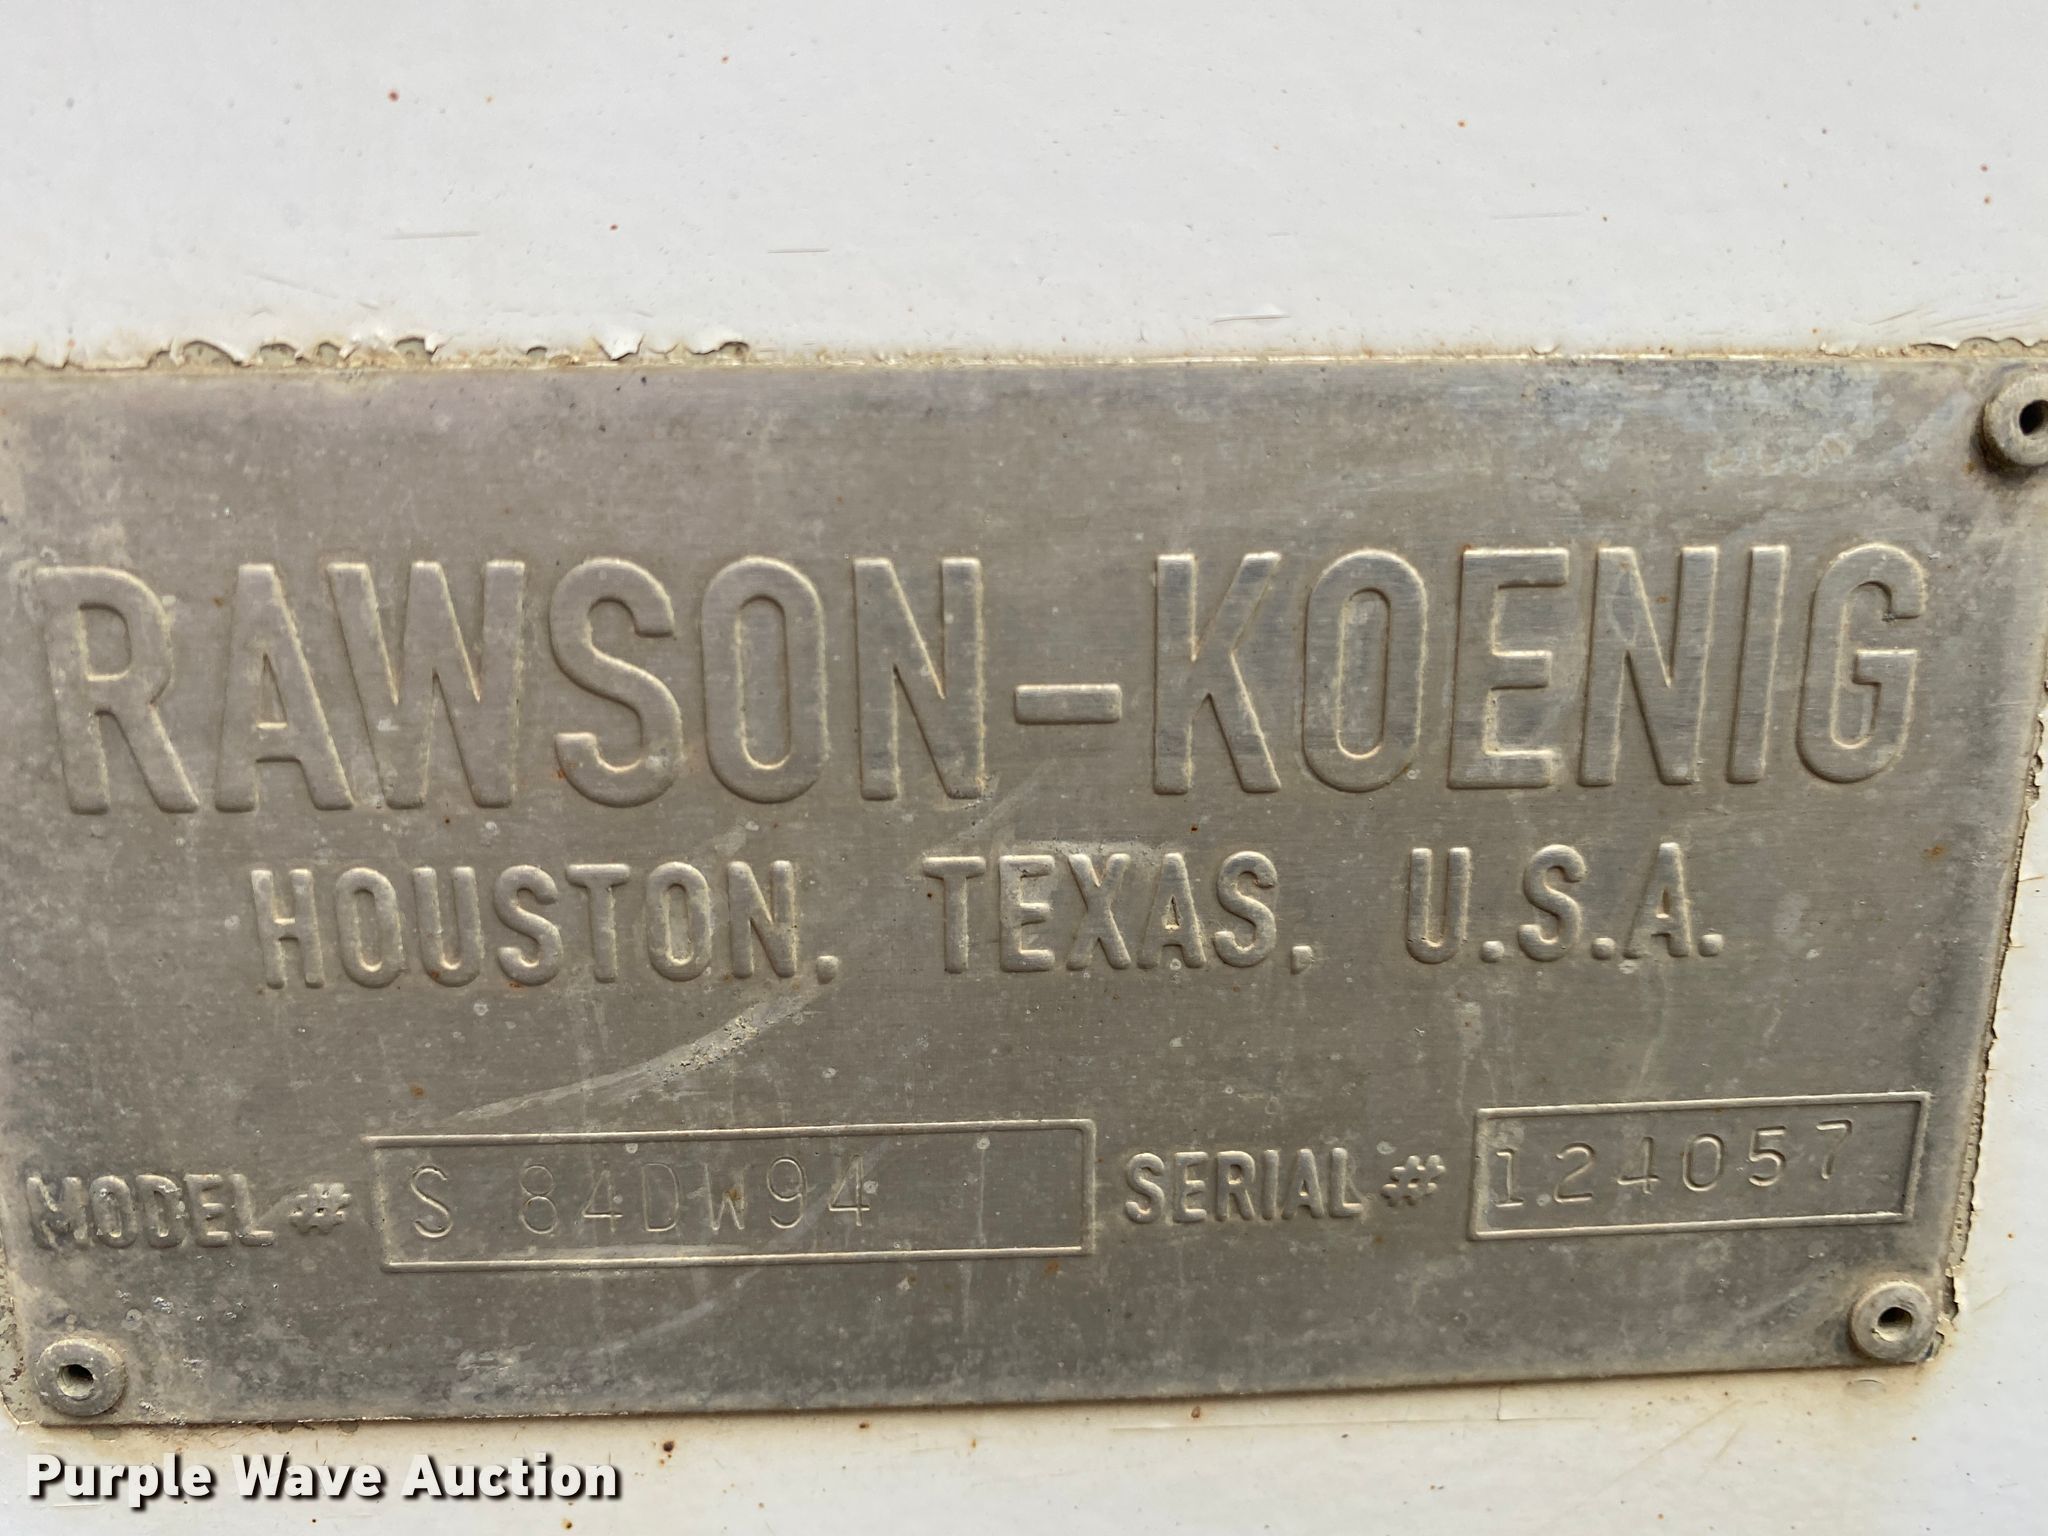 RAWSON-KOENIG
HOUSTON, TEXAS, U.S.A.
MODEL # S 84DW94 SERIAL # 124057
Purple Wave Auction